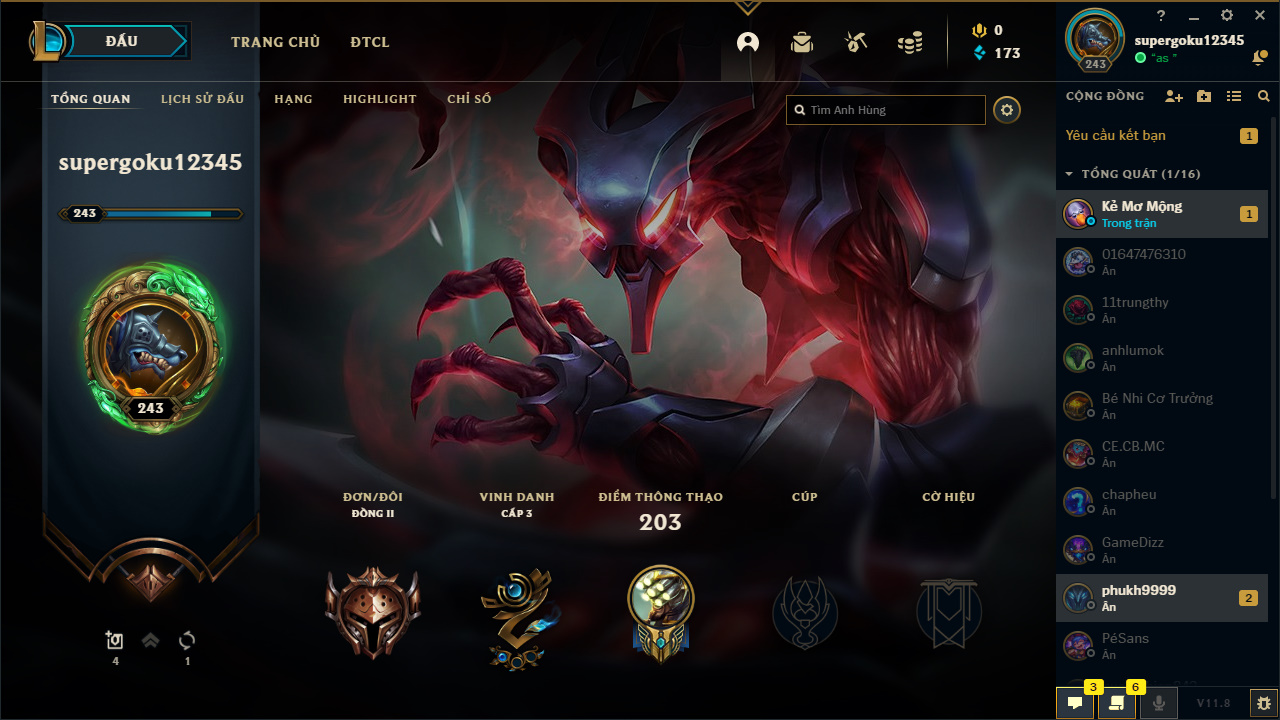 ĐẤU
TRANG CHỦ
ĐTCL
0
173
?
supergoku12345
"as "
243
TỔNG QUAN
LỊCH SỬ ĐẤU
HẠNG
HIGHLIGHT
CHỈ SỐ
Tìm Anh Hùng
supergoku12345
243
243
4
1
ĐƠN/ĐÔI
ĐỒNG II
VINH DANH
CẤP 3
ĐIỂM THÔNG THẠO
203
CÚP
CỜ HIỆU
CỘNG ĐỒNG
Yêu cầu kết bạn
1
TỔNG QUÁT (1/16)
Kẻ Mơ Mộng
Trong trận
1
01647476310
Ẩn
11trungthy
Ẩn
anhlumok
Ẩn
Bé Nhi Cơ Trưởng
Ẩn
CE.CB.MC
Ẩn
chapheu
Ẩn
GameDizz
Ẩn
phukh9999
Ẩn
2
PéSans
Ẩn
3
6
V11.8